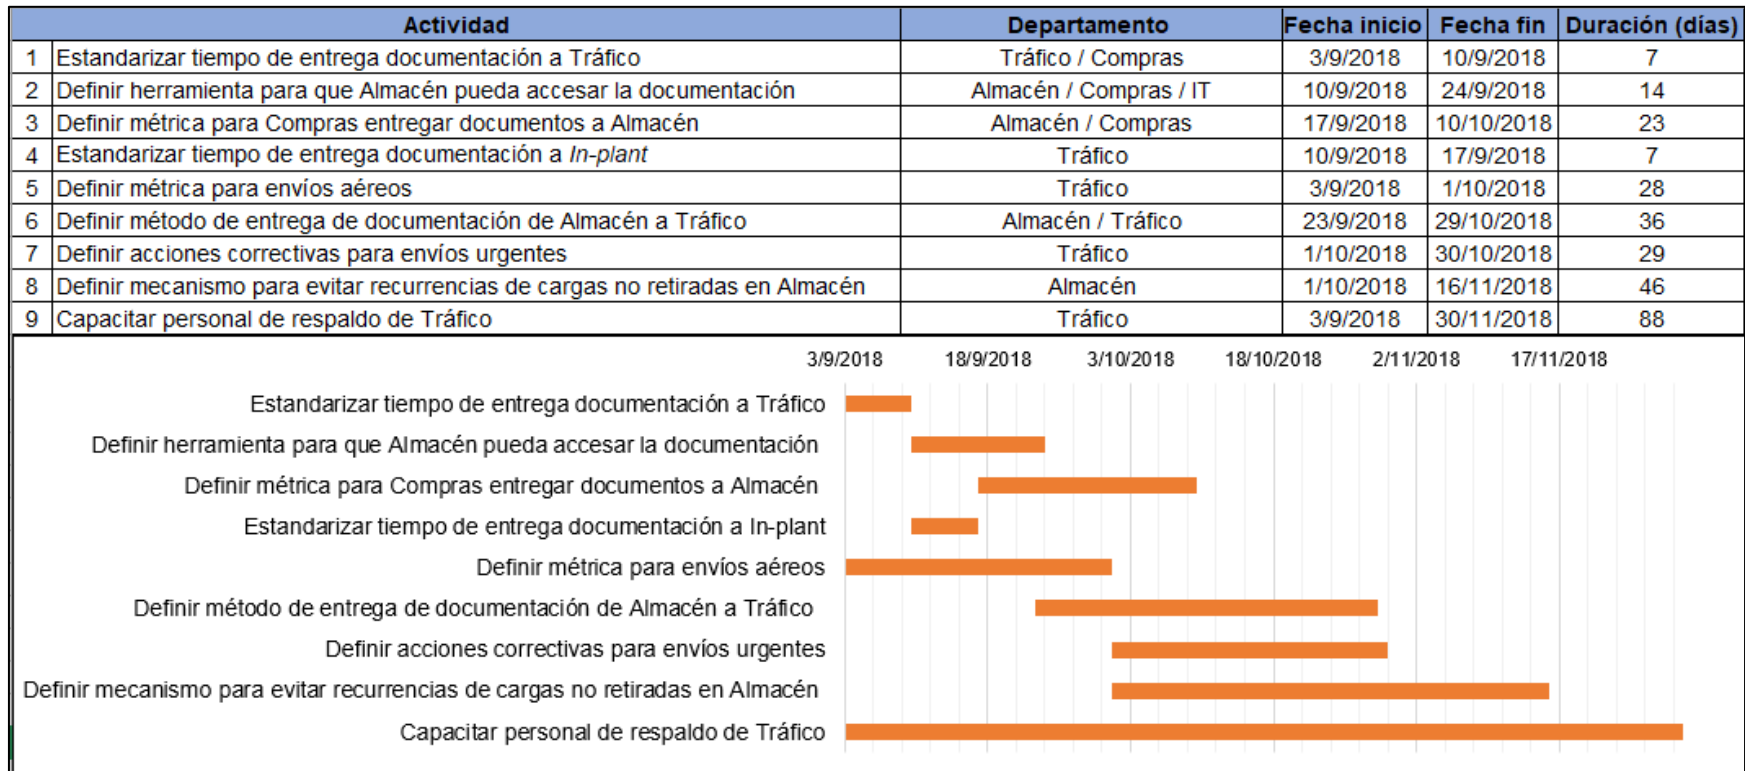 Actividad Departamento Fecha inicio Fecha fin Duración (días)
1 Estandarizar tiempo de entrega documentación a Tráfico Tráfico / Compras 3/9/2018 10/9/2018 7
2 Definir herramienta para que Almacén pueda accesar la documentación Almacén / Compras / IT 10/9/2018 24/9/2018 14
3 Definir métrica para Compras entregar documentos a Almacén Almacén / Compras 17/9/2018 10/10/2018 23
4 Estandarizar tiempo de entrega documentación a In-plant Tráfico 10/9/2018 17/9/2018 7
5 Definir métrica para envíos aéreos Tráfico 3/9/2018 1/10/2018 28
6 Definir método de entrega de documentación de Almacén a Tráfico Almacén / Tráfico 23/9/2018 29/10/2018 36
7 Definir acciones correctivas para envíos urgentes Tráfico 1/10/2018 30/10/2018 29
8 Definir mecanismo para evitar recurrencias de cargas no retiradas en Almacén Almacén 1/10/2018 16/11/2018 46
9 Capacitar personal de respaldo de Tráfico Tráfico 3/9/2018 30/11/2018 88
3/9/2018 18/9/2018 3/10/2018 18/10/2018 2/11/2018 17/11/2018
Estandarizar tiempo de entrega documentación a Tráfico
Definir herramienta para que Almacén pueda accesar la documentación
Definir métrica para Compras entregar documentos a Almacén
Estandarizar tiempo de entrega documentación a In-plant
Definir métrica para envíos aéreos
Definir método de entrega de documentación de Almacén a Tráfico
Definir acciones correctivas para envíos urgentes
Definir mecanismo para evitar recurrencias de cargas no retiradas en Almacén
Capacitar personal de respaldo de Tráfico